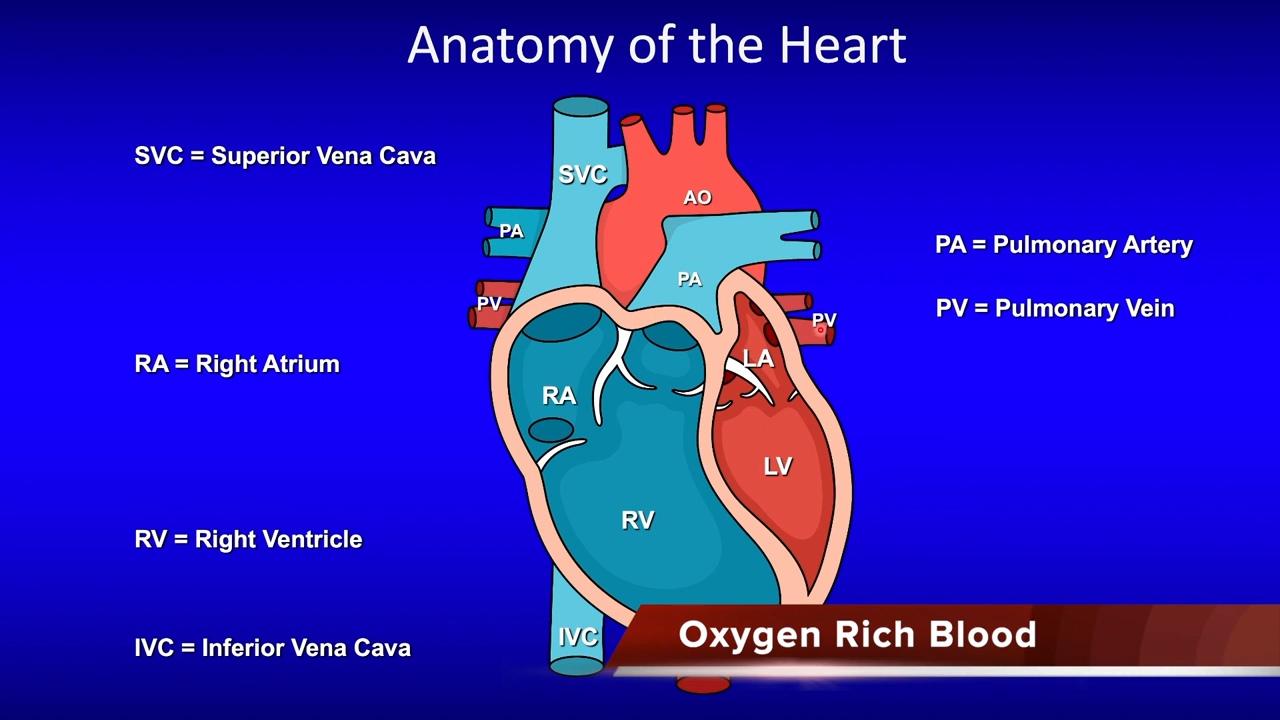 Anatomy of the Heart
SVC = Superior Vena Cava
SVC
AO
PA
PA = Pulmonary Artery
PA
PV
PV = Pulmonary Vein
PV
RA = Right Atrium
LA
RA
LV
RV
RV = Right Ventricle
IVC = Inferior Vena Cava
IVC
Oxygen Rich Blood